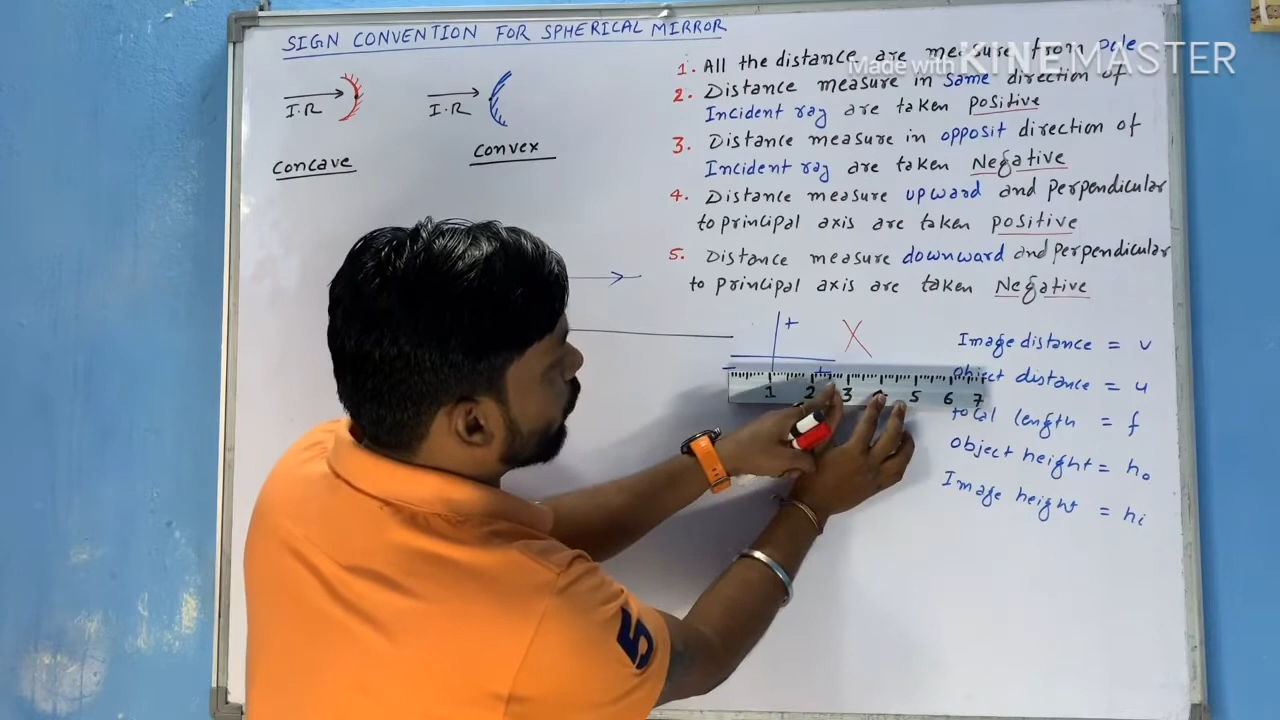 SIGN CONVENTION FOR SPHERICAL MIRROR
I.R
I.R
Concave
Convex
1. All the distance are measure from Pole
Made with KINEMASTER
2. Distance measure in same direction of
Incident ray are taken positive
3. Distance measure in opposit direction of
Incident ray are taken Negative
4. Distance measure upward and perpendicular
to principal axis are taken positive
5. Distance measure downward and perpendicular
to principal axis are taken Negative
+
X
-
+
1 2 3 5 6 7
Image distance = v
object distance = u
focal length = f
object height = ho
Image height = hi
5